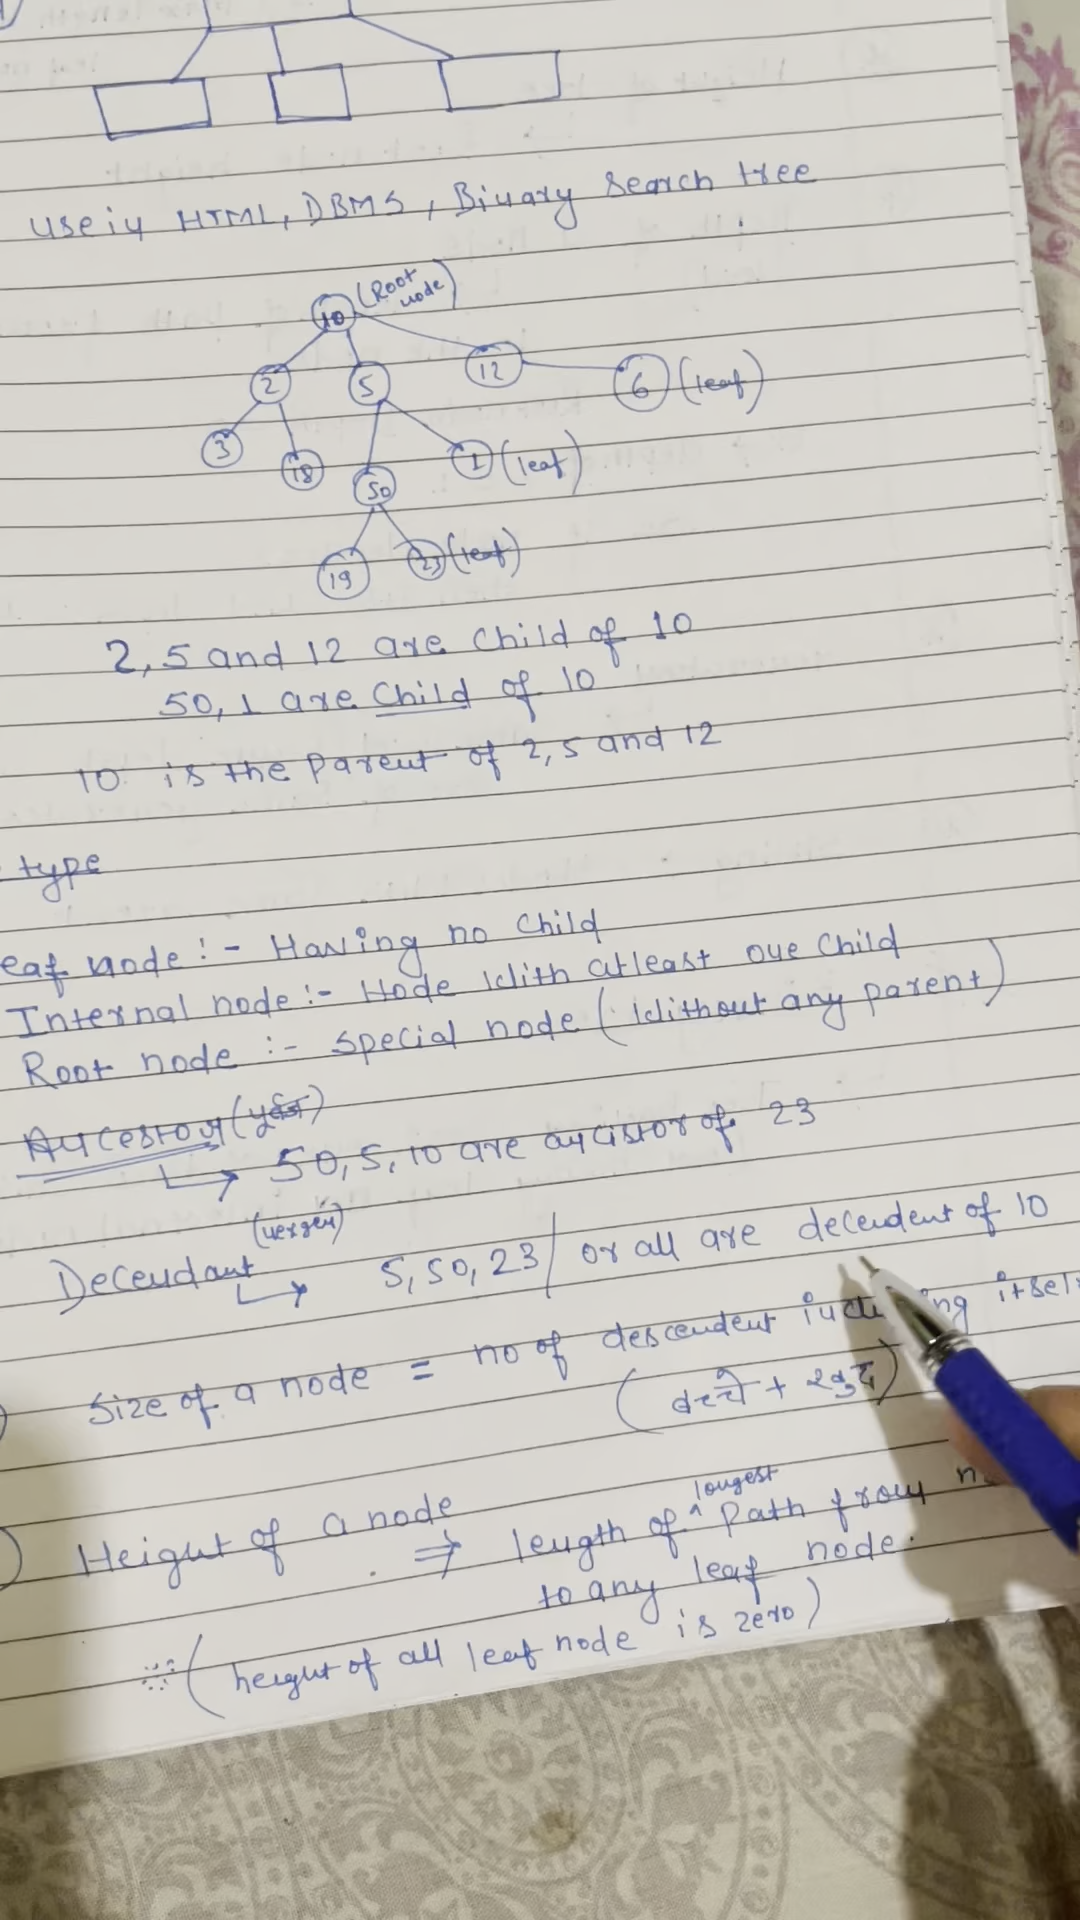 Use in HTML, DBMS, Binary Search tree
10 (Root node)
2 5 12 6 (leaf)
3 18 50 1 (leaf)
19 23 (leaf)
2, 5 and 12 are Child of 10
50, 1 are Child of 10
10 is the Parent of 2, 5 and 12
type
eaf node :- Having no Child
Internal node :- Node With atleast one Child
Root node :- special node (Without any parent)
Ancestor (पूर्वज)
50, 5, 10 are ancistor of 23
Decendant
5, 50, 23 / or all are decendent of 10
Size of a node = no of descendent including itsel
(बच्चे + खुद)
Height of a node ⇒ length of longest Path from n
to any leaf node.
(height of all leaf node is zero)